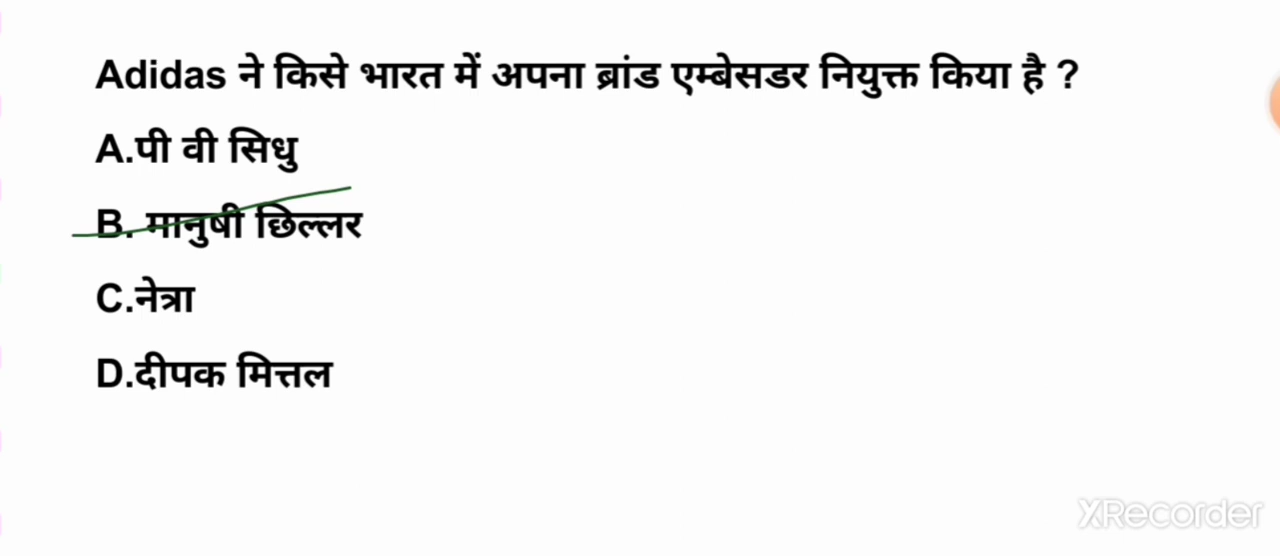 Adidas ने किसे भारत में अपना ब्रांड एम्बेसडर नियुक्त किया है ?
A.पी वी सिधु
B. मानुषी छिल्लर
C.नेत्रा
D.दीपक मित्तल
XRecorder